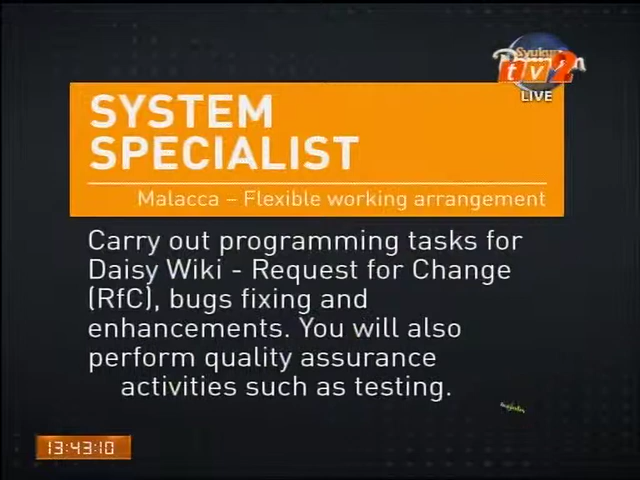 Syukur
tv2
LIVE
SYSTEM
SPECIALIST
Malacca – Flexible working arrangement
Carry out programming tasks for
Daisy Wiki - Request for Change
(RfC), bugs fixing and
enhancements. You will also
perform quality assurance
activities such as testing.
13:43:10